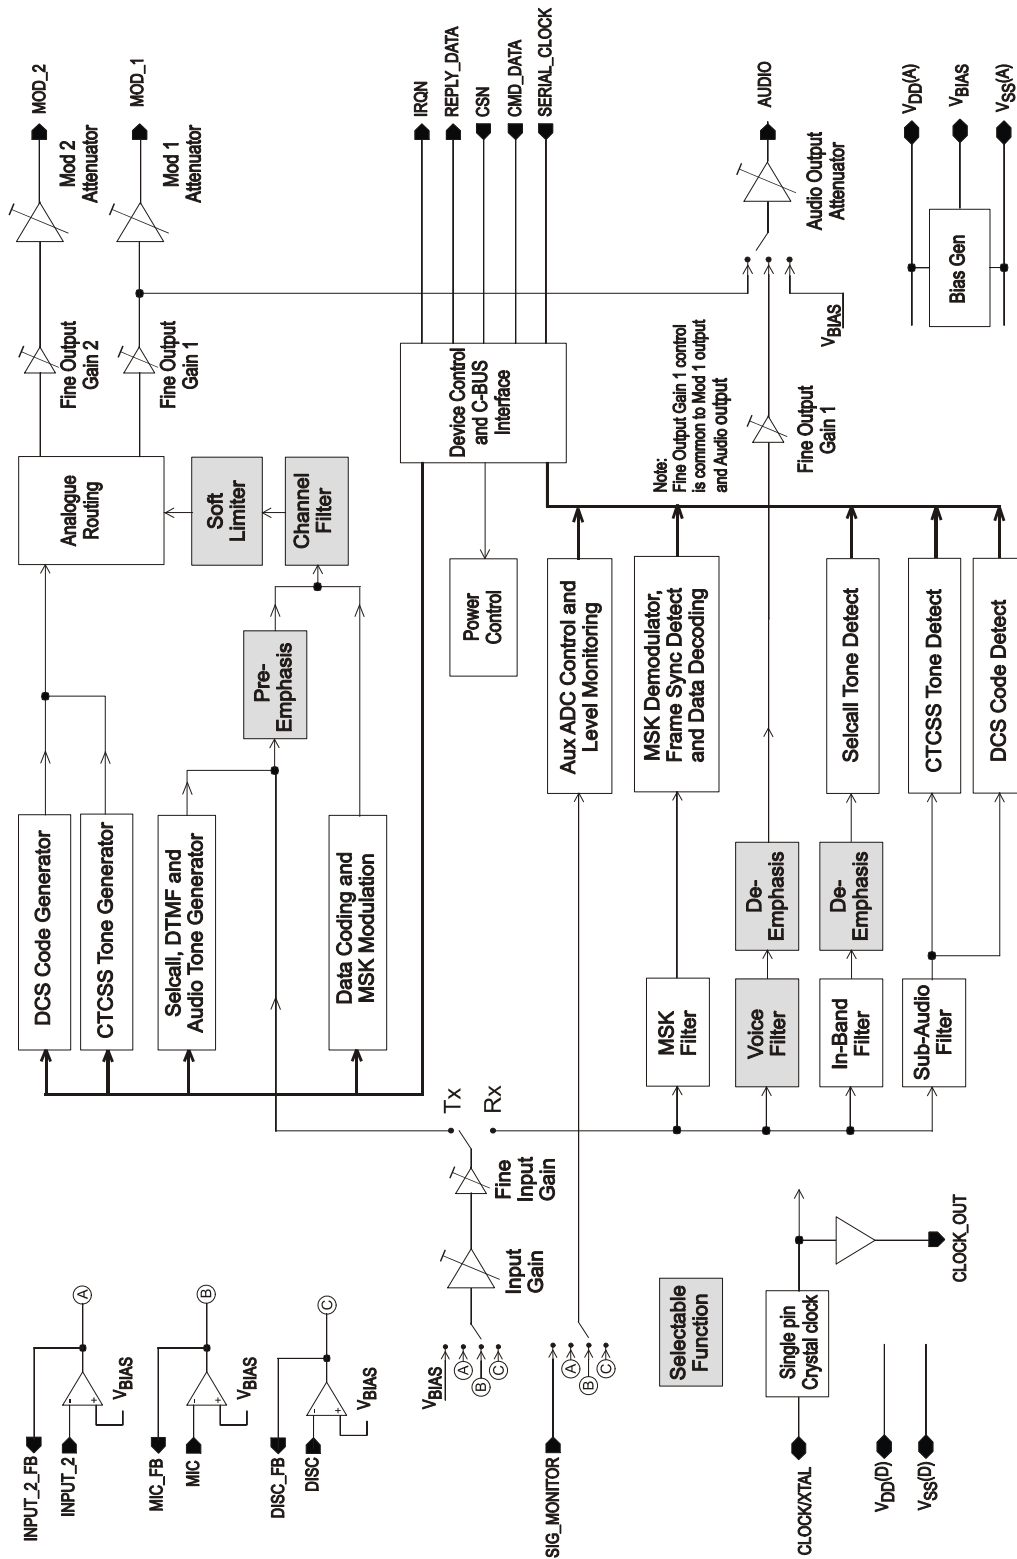 INPUT_2_FB
INPUT_2
A
VBIAS
MIC_FB
MIC
B
VBIAS
DISC_FB
DISC
C
VBIAS
DCS Code Generator
CTCSS Tone Generator
Selcall, DTMF and
Audio Tone Generator
Data Coding and
MSK Modulation
Pre-
Emphasis
Channel
Filter
Soft
Limiter
Analogue
Routing
Fine Output
Gain 2
Fine Output
Gain 1
Mod 2
Attenuator
Mod 1
Attenuator
MOD_2
MOD_1
VBIAS
A
B
C
Input
Gain
Fine
Input
Gain
Tx
Rx
Power
Control
Device Control
and C-BUS
Interface
IRQN
REPLY_DATA
CSN
CMD_DATA
SERIAL_CLOCK
SIG_MONITOR
A
B
C
Aux ADC Control and
Level Monitoring
MSK
Filter
MSK Demodulator,
Frame Sync Detect
and Data Decoding
Note:
Fine Output Gain 1 control
is common to Mod 1 output
and Audio output
Voice
Filter
De-
Emphasis
Fine Output
Gain 1
VBIAS
Audio Output
Attenuator
AUDIO
In-Band
Filter
De-
Emphasis
Selcall Tone Detect
Sub-Audio
Filter
CTCSS Tone Detect
DCS Code Detect
Selectable
Function
CLOCK/XTAL
Single pin
Crystal clock
CLOCK_OUT
VDD(D)
VSS(D)
Bias Gen
VDD(A)
VBIAS
VSS(A)